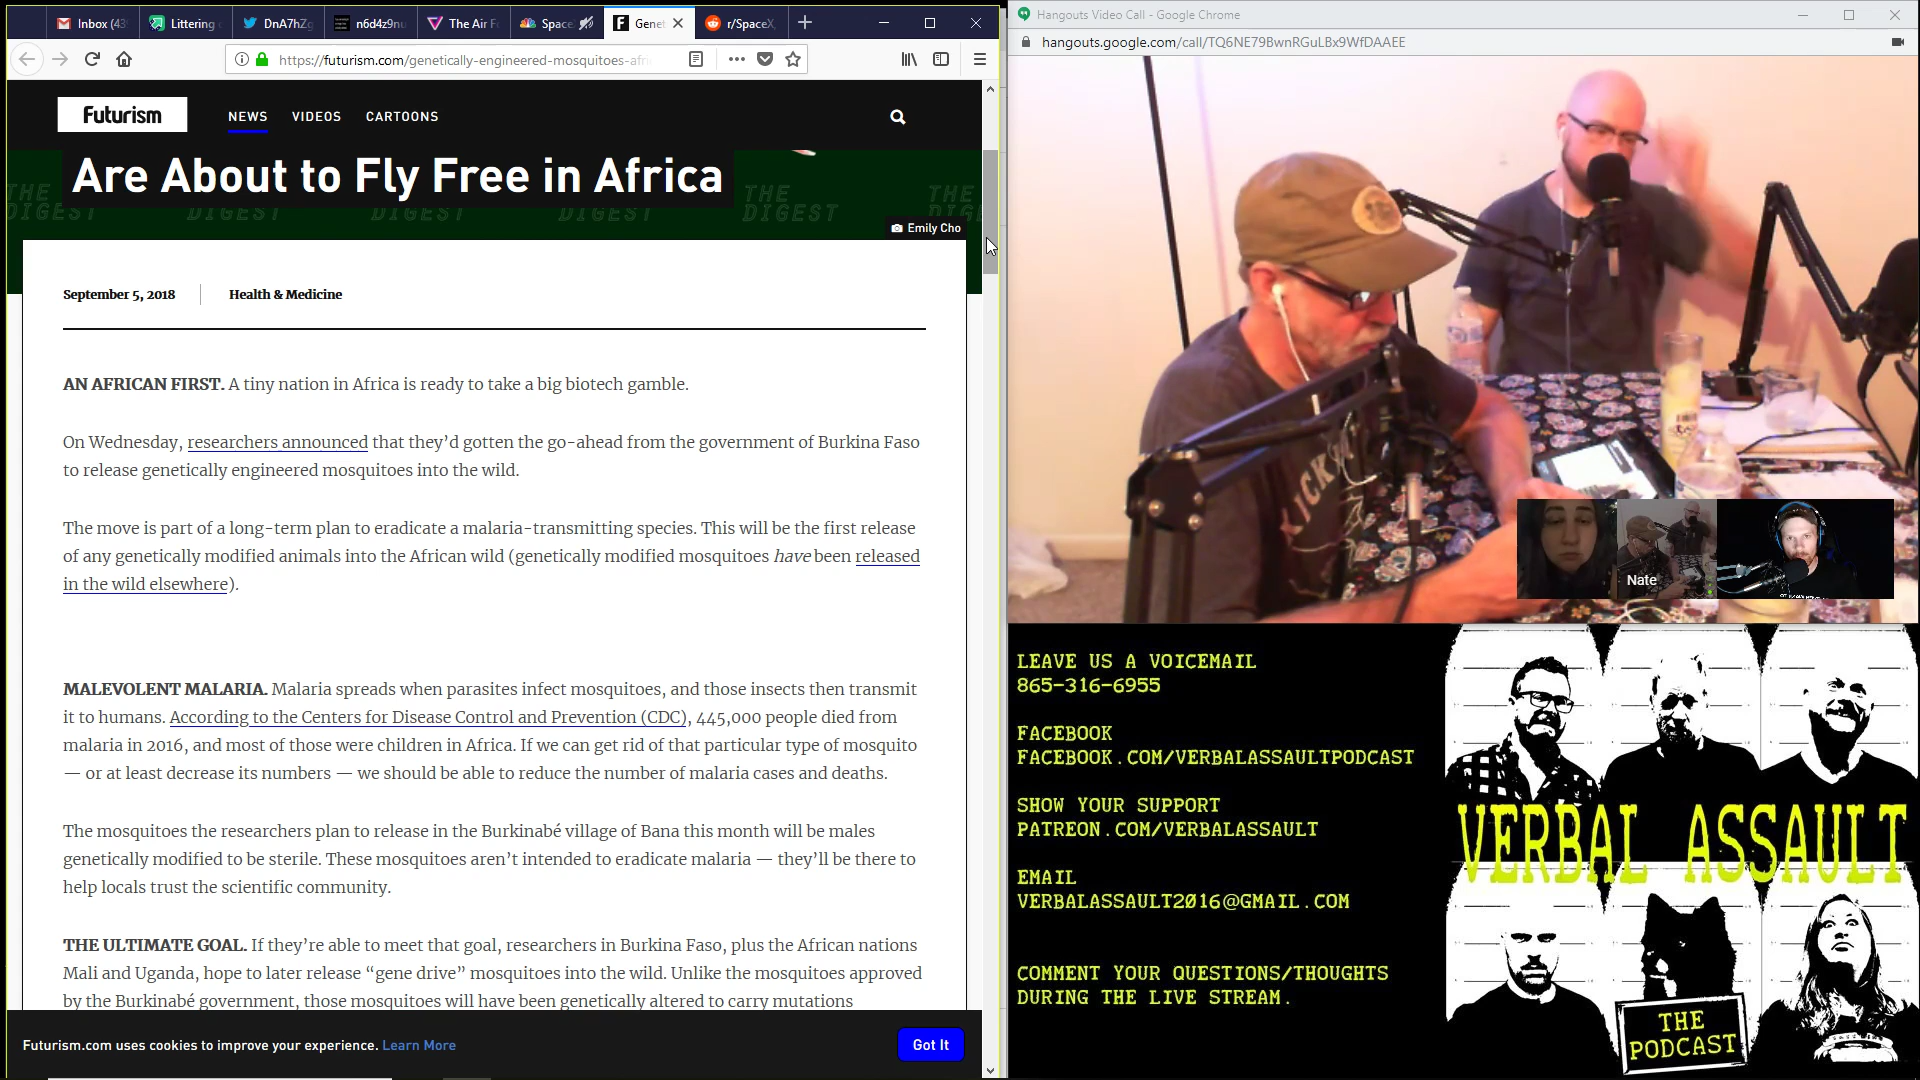 Inbox (43
Littering
DnA7hZg
n6d4z9nu
The Air F
Space
Genet
r/SpaceX
https://futurism.com/genetically-engineered-mosquitoes-afri
Futurism
NEWS
VIDEOS
CARTOONS
Are About to Fly Free in Africa
THE DIGEST
DIGEST
DIGEST
DIGEST
THE DIGEST
Emily Cho
September 5, 2018
Health & Medicine
AN AFRICAN FIRST. A tiny nation in Africa is ready to take a big biotech gamble.
On Wednesday, researchers announced that they’d gotten the go-ahead from the government of Burkina Faso
to release genetically engineered mosquitoes into the wild.
The move is part of a long-term plan to eradicate a malaria-transmitting species. This will be the first release
of any genetically modified animals into the African wild (genetically modified mosquitoes have been released
in the wild elsewhere).
MALEVOLENT MALARIA. Malaria spreads when parasites infect mosquitoes, and those insects then transmit
it to humans. According to the Centers for Disease Control and Prevention (CDC), 445,000 people died from
malaria in 2016, and most of those were children in Africa. If we can get rid of that particular type of mosquito
— or at least decrease its numbers — we should be able to reduce the number of malaria cases and deaths.
The mosquitoes the researchers plan to release in the Burkinabé village of Bana this month will be males
genetically modified to be sterile. These mosquitoes aren’t intended to eradicate malaria — they’ll be there to
help locals trust the scientific community.
THE ULTIMATE GOAL. If they’re able to meet that goal, researchers in Burkina Faso, plus the African nations
Mali and Uganda, hope to later release “gene drive” mosquitoes into the wild. Unlike the mosquitoes approved
by the Burkinabé government, those mosquitoes will have been genetically altered to carry mutations
Futurism.com uses cookies to improve your experience. Learn More
Got It
Hangouts Video Call - Google Chrome
hangouts.google.com/call/TQ6NE79BwnRGuLBx9WfDAAEE
Nate
LEAVE US A VOICEMAIL
865-316-6955
FACEBOOK
FACEBOOK.COM/VERBALASSAULTPODCAST
SHOW YOUR SUPPORT
PATREON.COM/VERBALASSAULT
EMAIL
VERBALASSAULT2016@GMAIL.COM
COMMENT YOUR QUESTIONS/THOUGHTS
DURING THE LIVE STREAM.
VERBAL ASSAULT
THE
PODCAST